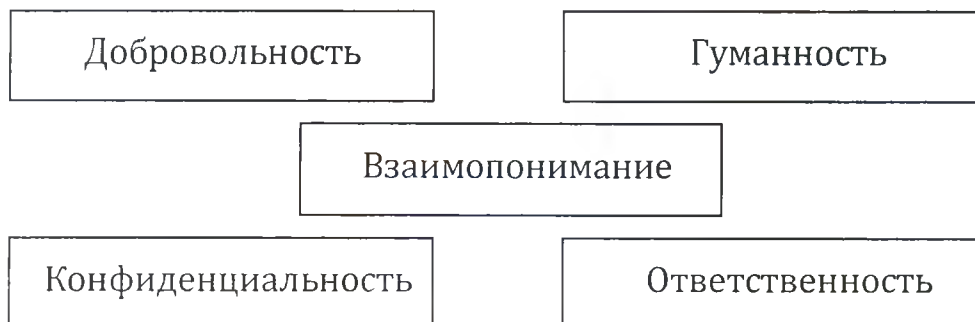 Добровольность
Гуманность
Взаимопонимание
Конфиденциальность
Ответственность